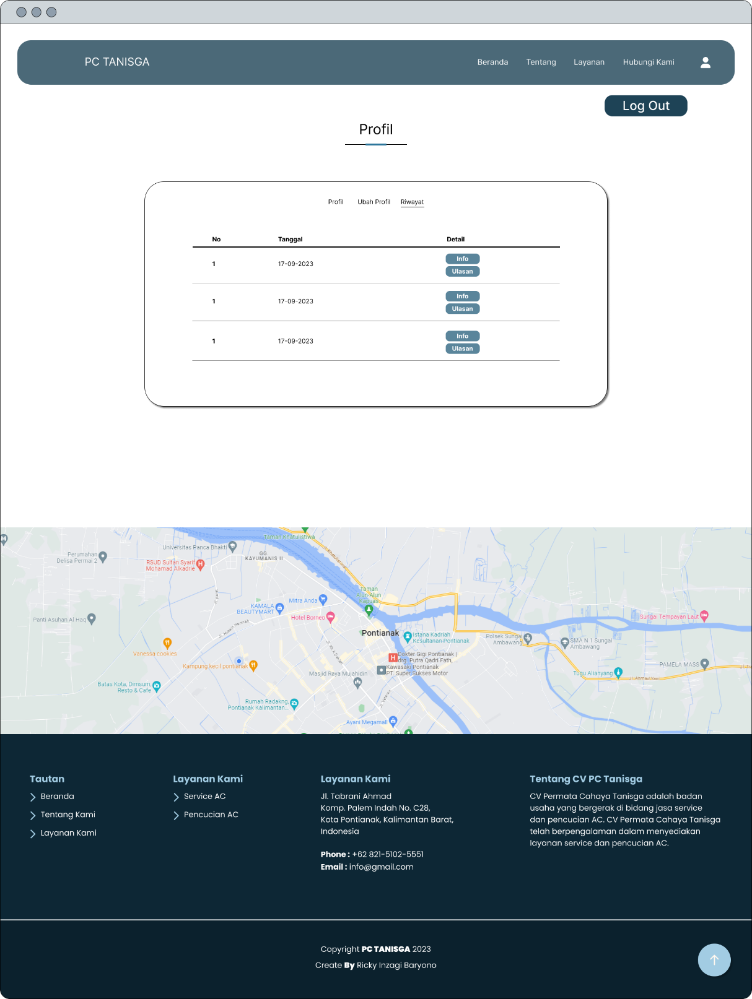 PC TANISGA
Beranda
Tentang
Layanan
Hubungi Kami
Log Out
Profil
Profil
Ubah Profil
Riwayat
No
Tanggal
Detail
1
17-09-2023
Info
Ulasan
1
17-09-2023
Info
Ulasan
1
17-09-2023
Info
Ulasan
Taman Khatulistiwa
Universitas Panca Bhakti
GG.
KAYUMANIS II
Jl. Khatulistiwa
Perumahan
Delisa Permai 2
RSUD Sultan Syarif
Mohamad Alkadrie
Taman
Alun-Alun
Kapuas
Mitra Anda
KAMALA
BEAUTYMART
Hotel Borneo
Panti Asuhan Al Haq
Sungai Tempayan Laut
Pontianak
Istana Kadriah
Kesultanan Pontianak
Polsek Sungai
Ambawang
SMA N 1 Sungai
Ambawang
Vanessa cookies
Dokter Gigi Pontianak |
drg. Putra Qadri Fath, ...
Kampung kecil pontianak
Kawasaki Pontianak
PT. Super Sukses Motor
Masjid Raya Mujahidin
PAMELA MASS
Tugu Alianyang
Jl. Ahmad Yani
Batas Kota, Dimsum,
Resto & Cafe
Rumah Radakng,
Pontianak Kalimantan...
Ayani Megamall
Tautan
Beranda
Tentang Kami
Layanan Kami
Layanan Kami
Service AC
Pencucian AC
Layanan Kami
Jl. Tabrani Ahmad
Komp. Palem Indah No. C28,
Kota Pontianak, Kalimantan Barat,
Indonesia
Phone : +62 821-5102-5551
Email : info@gmail.com
Tentang CV PC Tanisga
CV Permata Cahaya Tanisga adalah badan
usaha yang bergerak di bidang jasa service
dan pencucian AC. CV Permata Cahaya Tanisga
telah berpengalaman dalam menyediakan
layanan service dan pencucian AC.
Copyright PC TANISGA 2023
Create By Ricky Inzagi Baryono